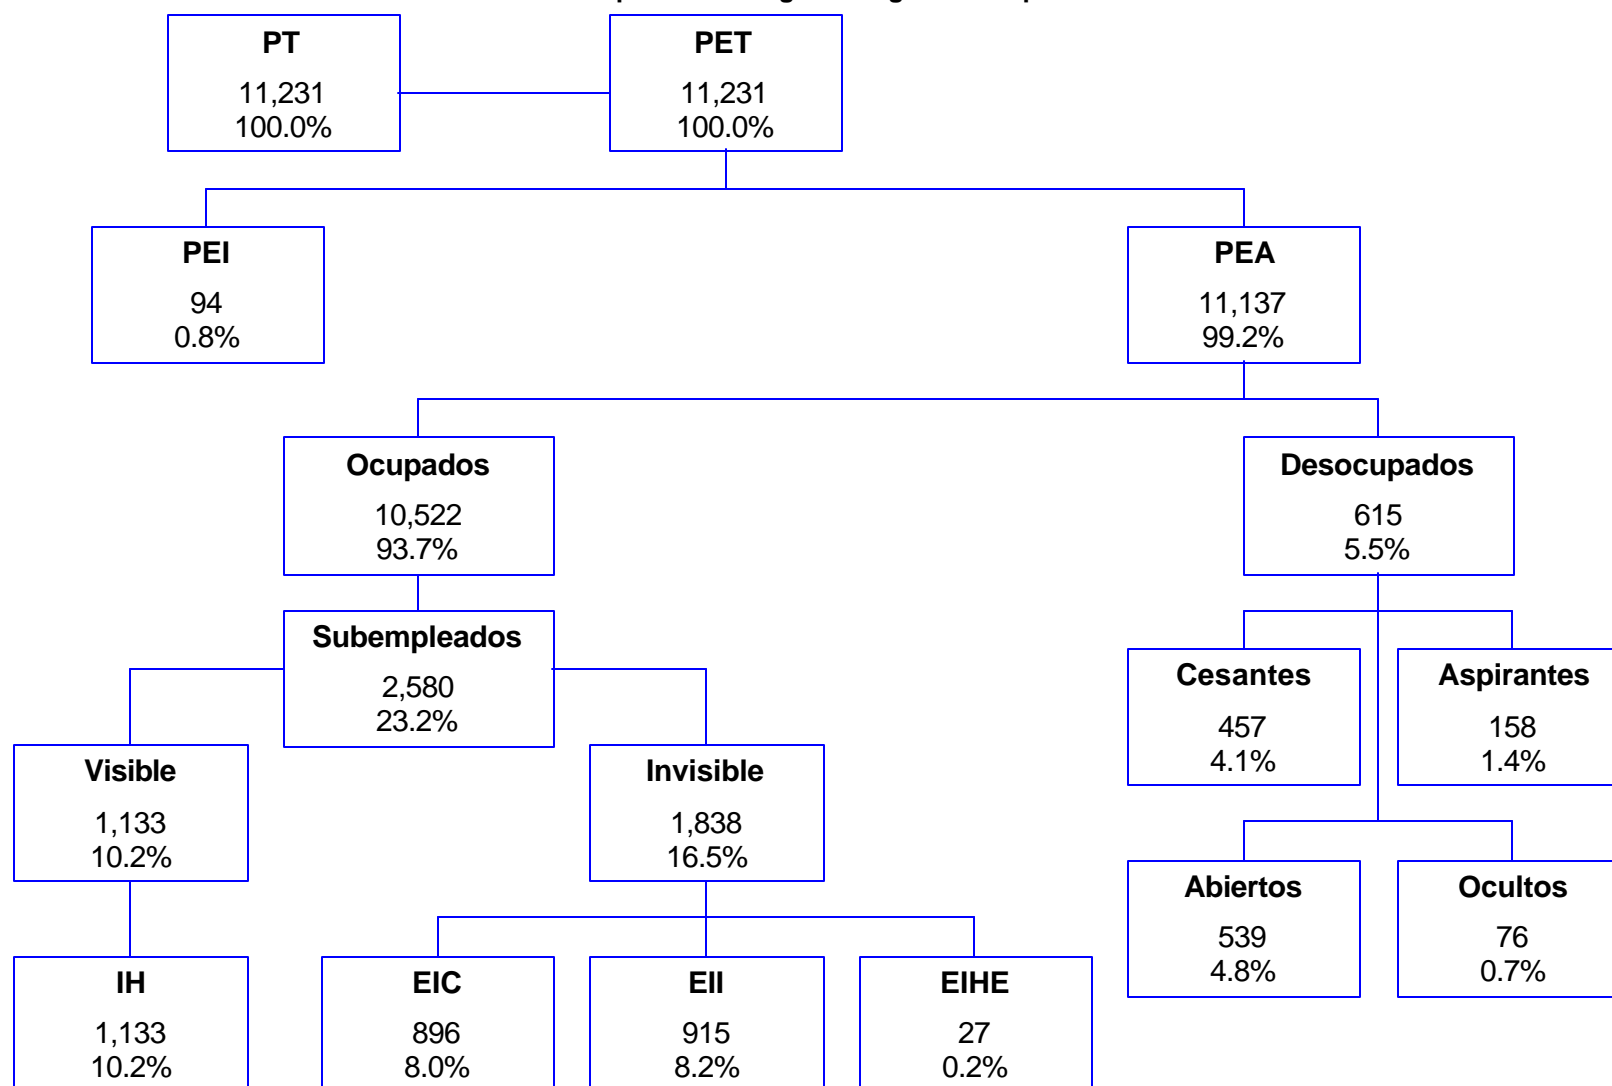 PT
11,231
100.0%
PET
11,231
100.0%
PEI
94
0.8%
PEA
11,137
99.2%
Ocupados
10,522
93.7%
Desocupados
615
5.5%
Subempleados
2,580
23.2%
Cesantes
457
4.1%
Aspirantes
158
1.4%
Visible
1,133
10.2%
Invisible
1,838
16.5%
Abiertos
539
4.8%
Ocultos
76
0.7%
IH
1,133
10.2%
EIC
896
8.0%
EII
915
8.2%
EIHE
27
0.2%